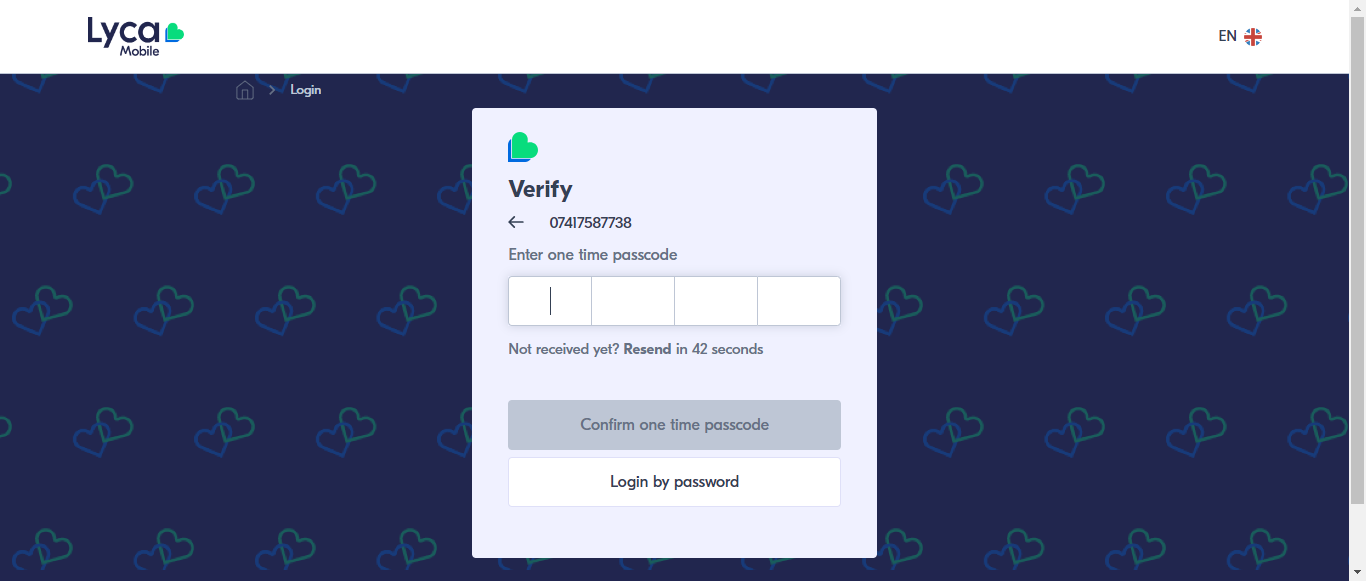 Lyca
Mobile
EN
Login
Verify
07417587738
Enter one time passcode
Not received yet? Resend in 42 seconds
Confirm one time passcode
Login by password